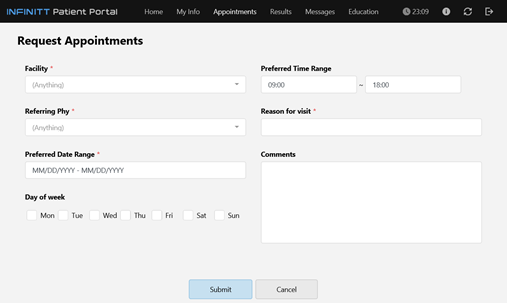 INFINITT Patient Portal Home My Info Appointments Results Messages Education 23:09
Request Appointments
Facility *
(Anything)
Referring Phy *
(Anything)
Preferred Date Range *
MM/DD/YYYY - MM/DD/YYYY
Day of week
Mon Tue Wed Thu Fri Sat Sun
Preferred Time Range
09:00 ~ 18:00
Reason for visit *
Comments
Submit Cancel